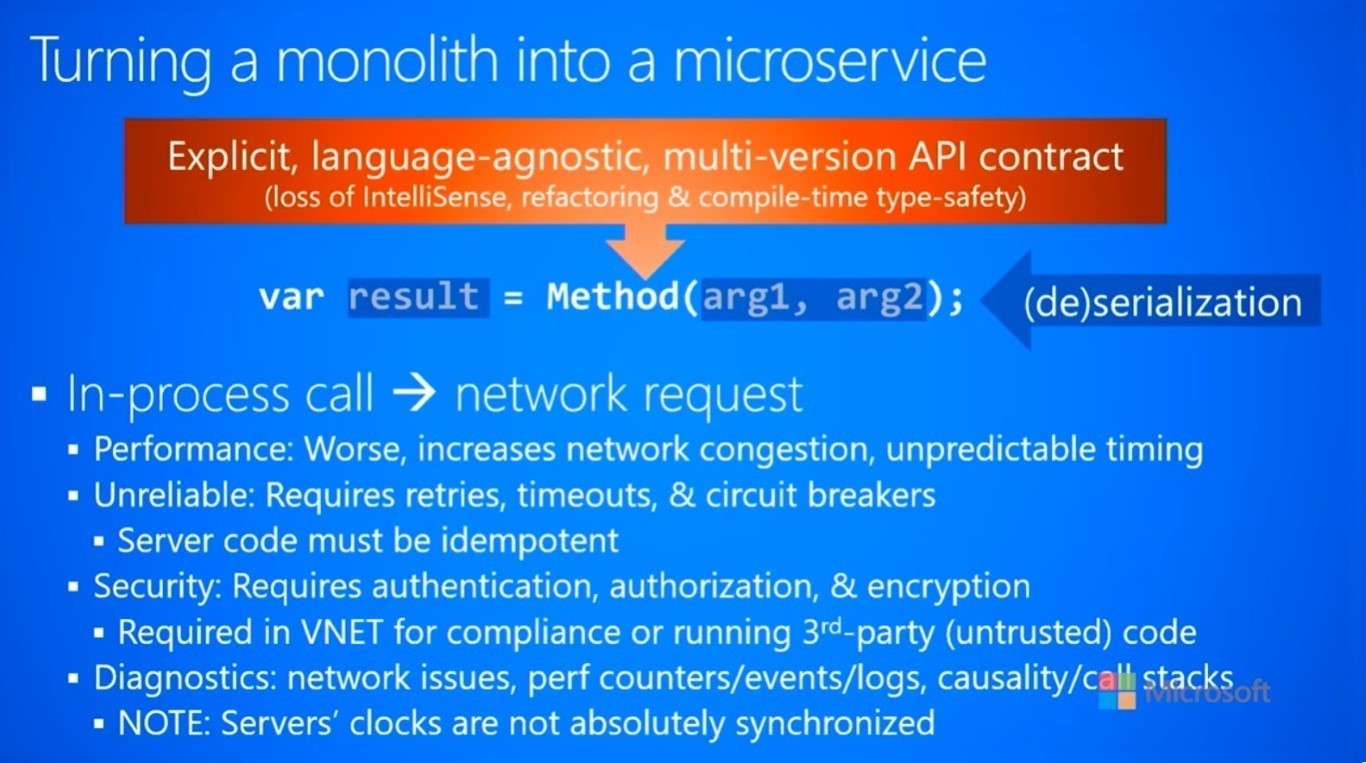 Turning a monolith into a microservice
Explicit, language-agnostic, multi-version API contract
(loss of IntelliSense, refactoring & compile-time type-safety)
var result = Method(arg1, arg2);
(de)serialization
▪ In-process call → network request
▪ Performance: Worse, increases network congestion, unpredictable timing
▪ Unreliable: Requires retries, timeouts, & circuit breakers
▪ Server code must be idempotent
▪ Security: Requires authentication, authorization, & encryption
▪ Required in VNET for compliance or running 3rd-party (untrusted) code
▪ Diagnostics: network issues, perf counters/events/logs, causality/call stacks
Microsoft
▪ NOTE: Servers’ clocks are not absolutely synchronized